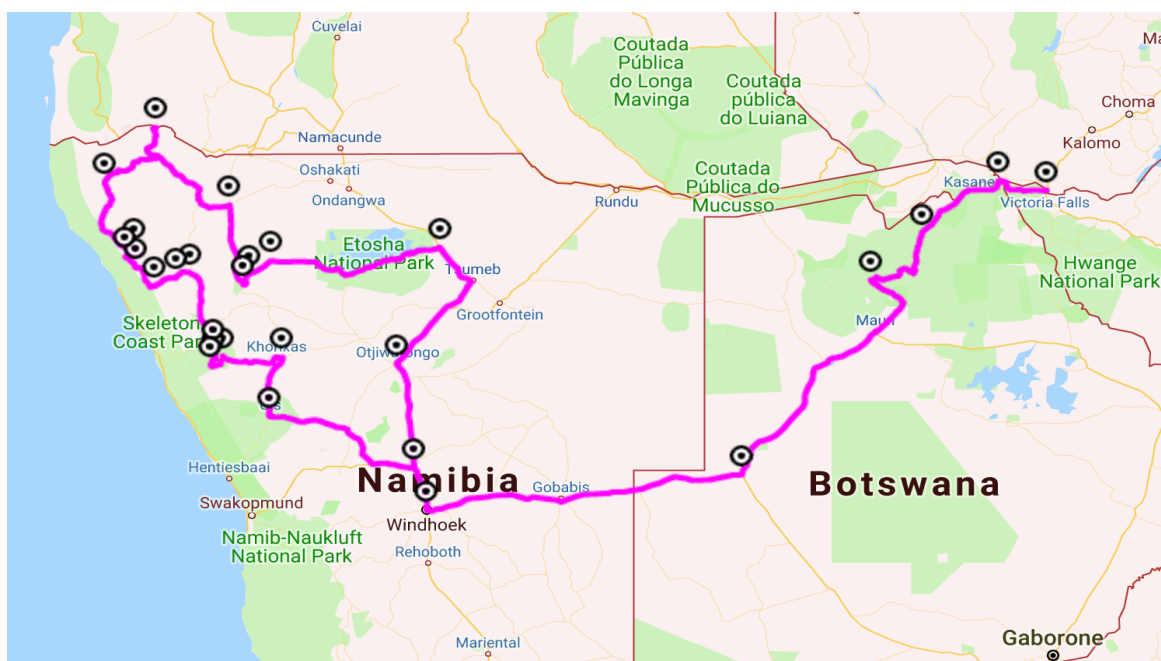 Cuvelai
Coutada
Pública
do Longa
Mavinga
Ma
Coutada
pública
do Luiana
Choma
Kalomo
Namacunde
Oshakati
Ondangwa
Coutada
Pública do
Mucusso
Rundu
Kasane
Victoria Falls
Etosha
National Park
Tsumeb
Hwange
National Park
Grootfontein
Skeleton
Coast Park
Khorixas
Otjiwarongo
Maun
Namibia
Botswana
Hentiesbaai
Gobabis
Swakopmund
Windhoek
Namib-Naukluft
National Park
Rehoboth
Mariental
Gaborone